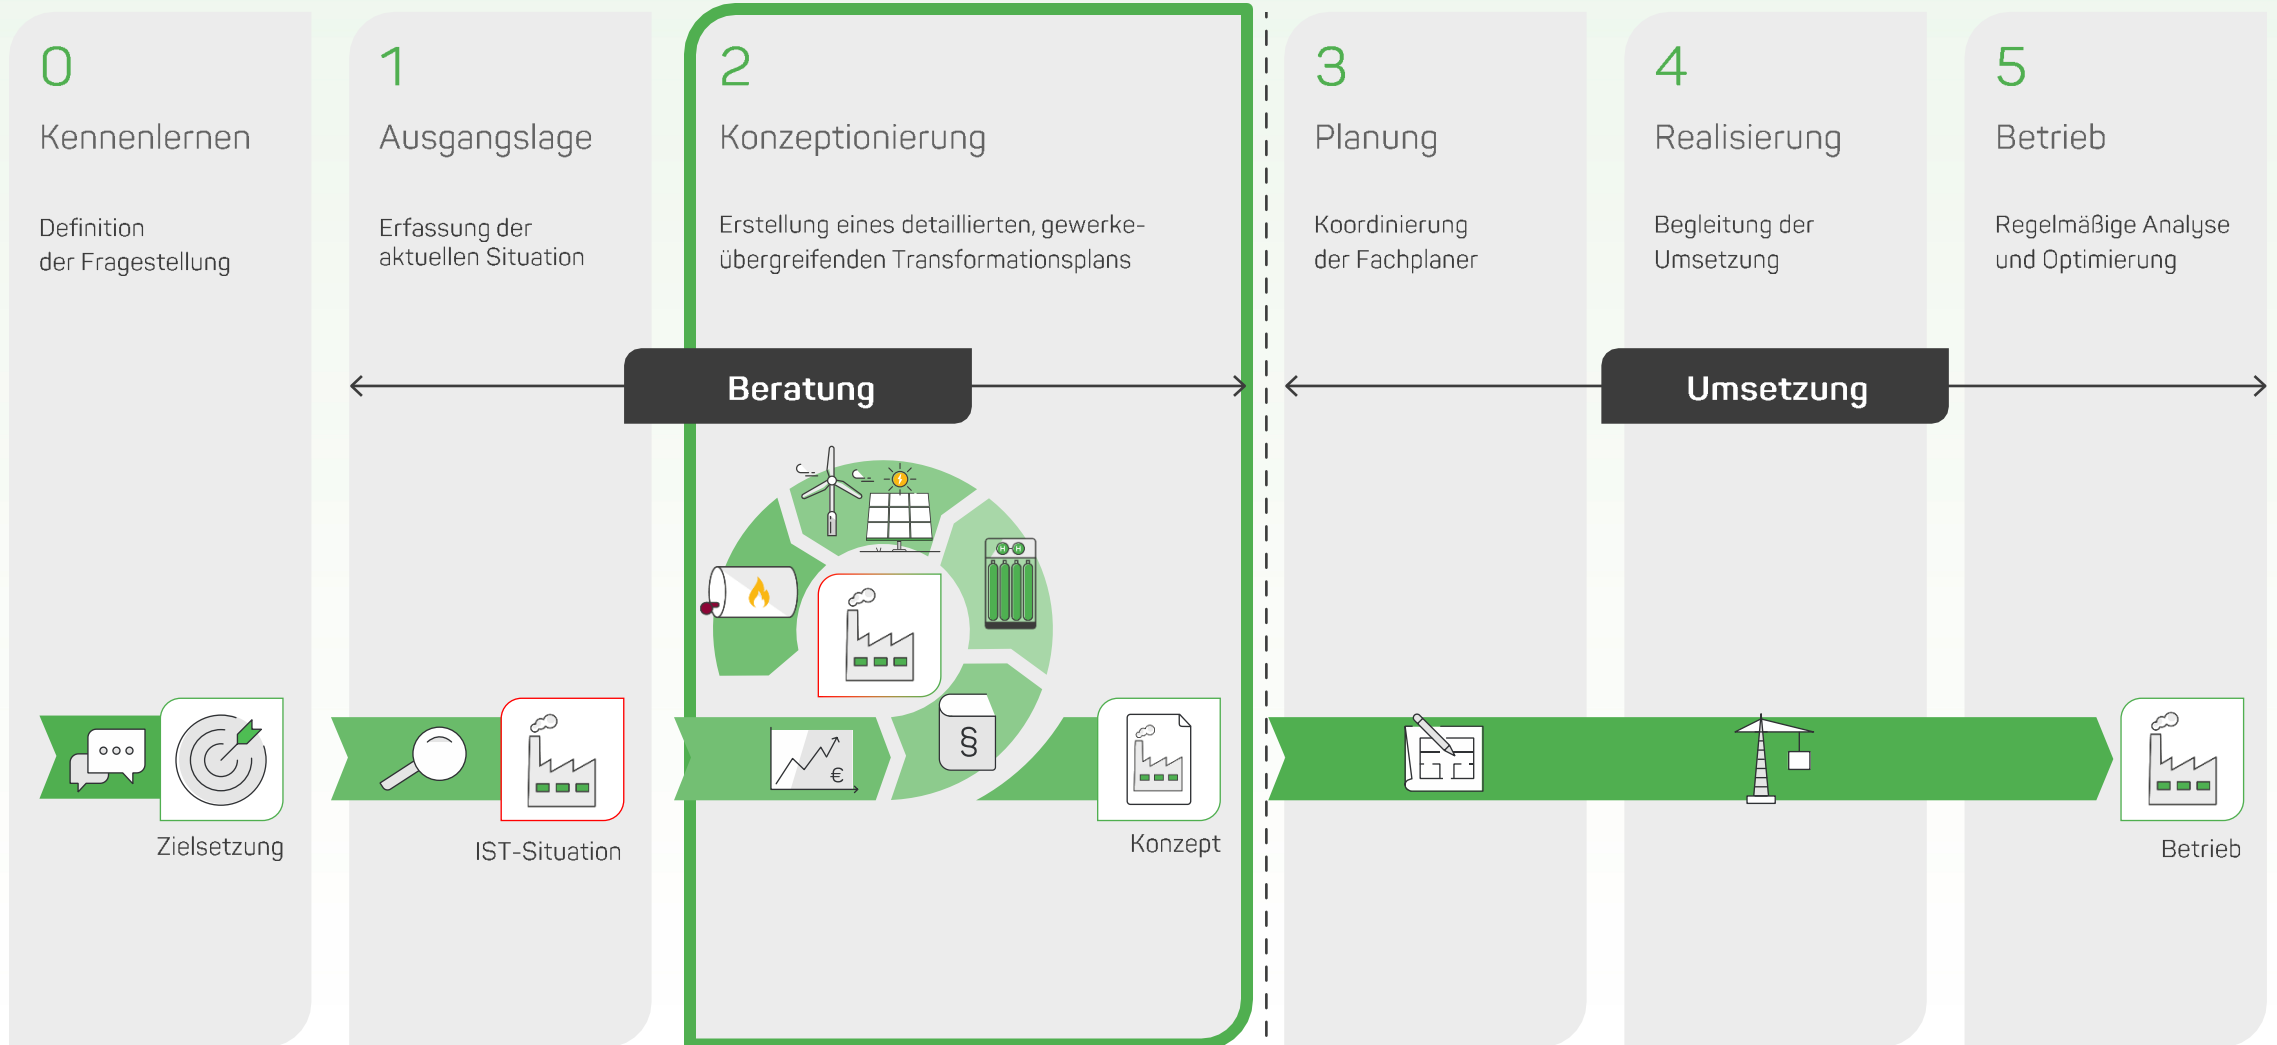 0
Kennenlernen
Definition
der Fragestellung
1
Ausgangslage
Erfassung der
aktuellen Situation
2
Konzeptionierung
Erstellung eines detaillierten, gewerke-
übergreifenden Transformationsplans
3
Planung
Koordinierung
der Fachplaner
4
Realisierung
Begleitung der
Umsetzung
5
Betrieb
Regelmäßige Analyse
und Optimierung
Beratung
Umsetzung
H H
§
€
Zielsetzung
IST-Situation
Konzept
Betrieb